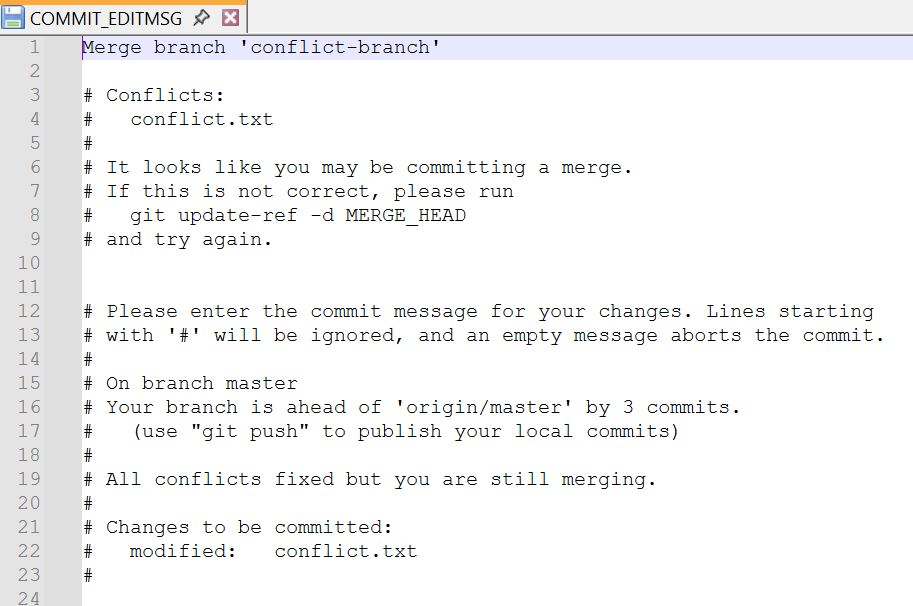 COMMIT_EDITMSG
1 Merge branch 'conflict-branch'
2
3 # Conflicts:
4 #   conflict.txt
5 #
6 # It looks like you may be committing a merge.
7 # If this is not correct, please run
8 #   git update-ref -d MERGE_HEAD
9 # and try again.
10
11
12 # Please enter the commit message for your changes. Lines starting
13 # with '#' will be ignored, and an empty message aborts the commit.
14 #
15 # On branch master
16 # Your branch is ahead of 'origin/master' by 3 commits.
17 #   (use "git push" to publish your local commits)
18 #
19 # All conflicts fixed but you are still merging.
20 #
21 # Changes to be committed:
22 #   modified:   conflict.txt
23 #
24